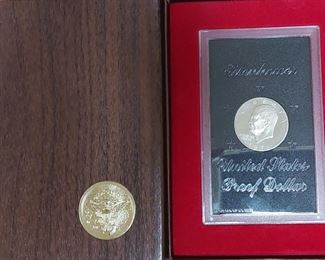 Eisenhower
United States
Proof Dollar